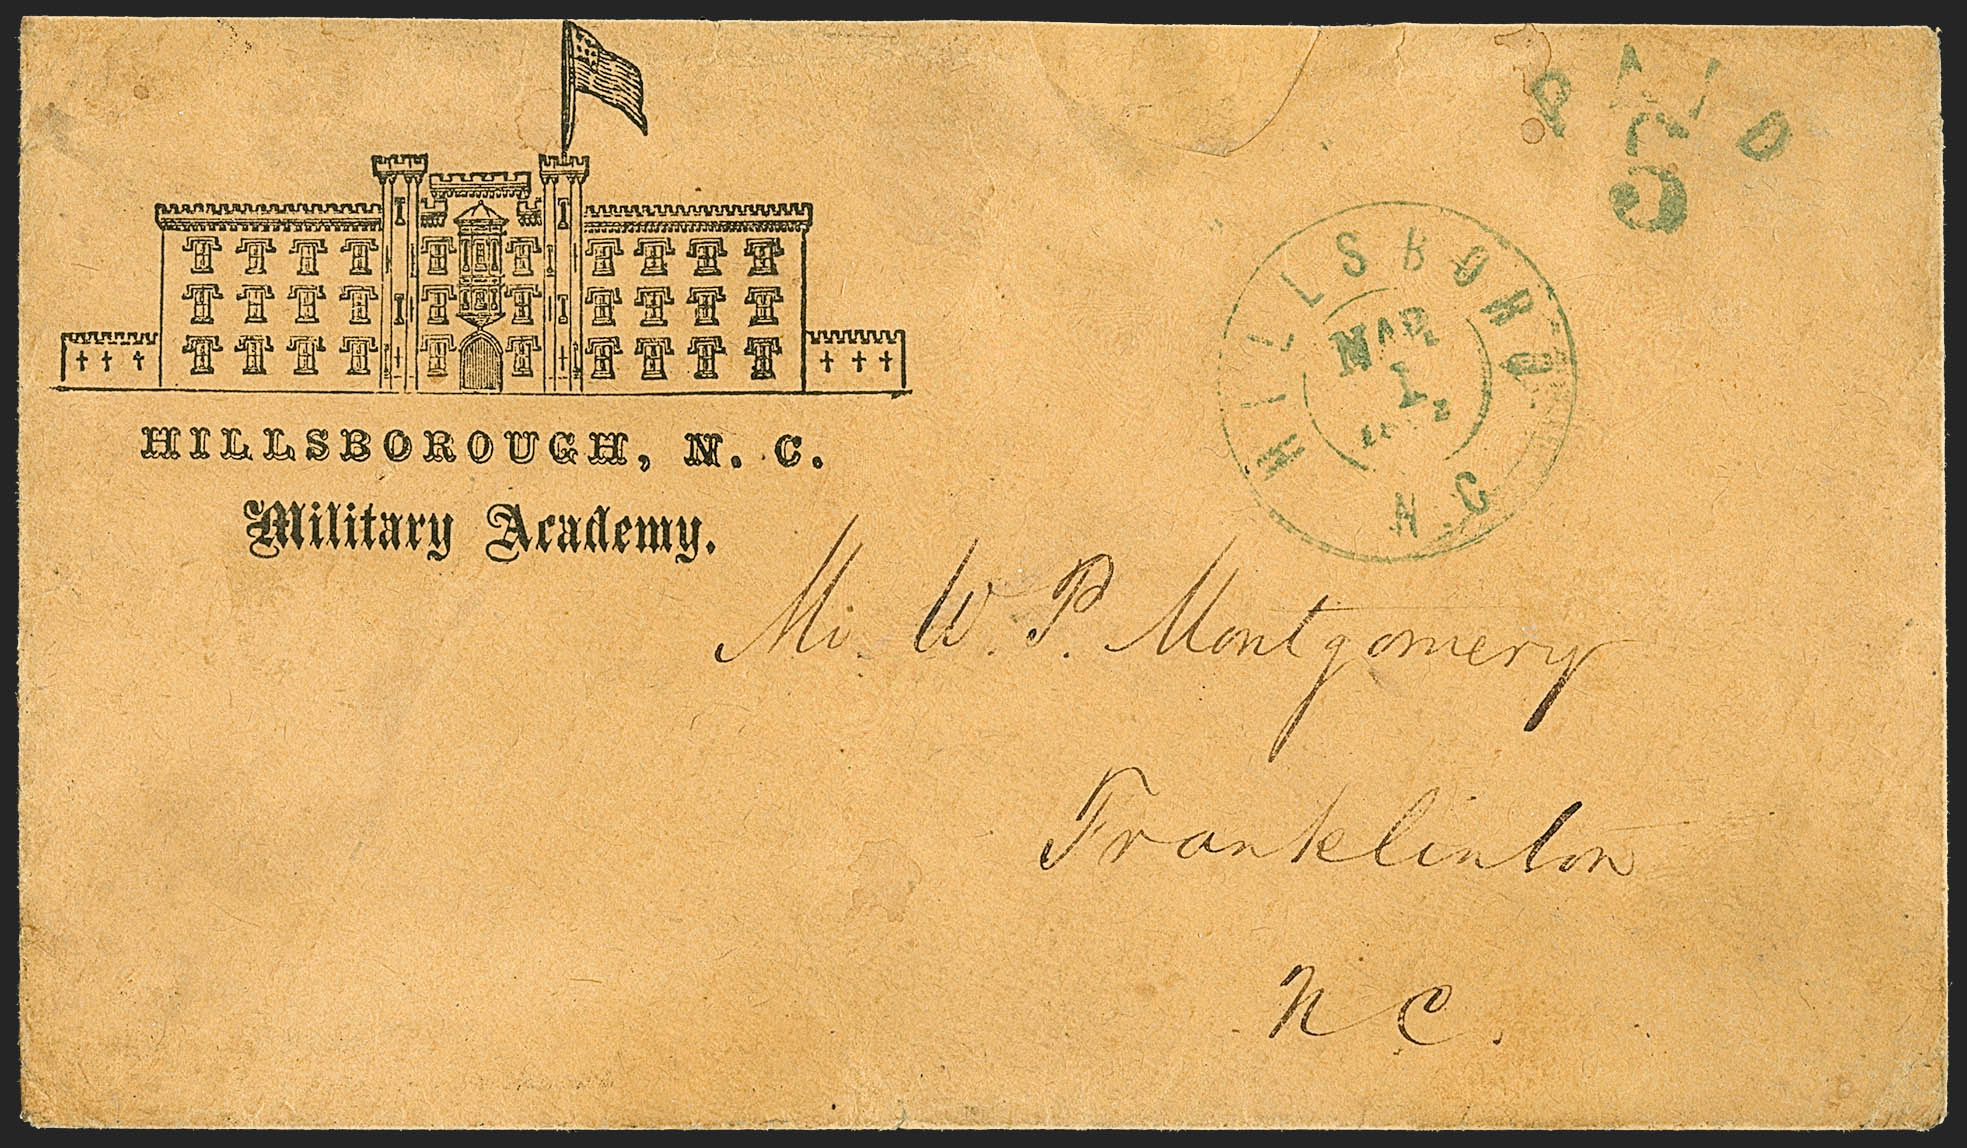 HILLSBOROUGH, N. C.
Military Academy.
PAID
5
HILLSBORO, N.C.
MAR
1
Mr. W. P. Montgomery
Franklinton
N C.